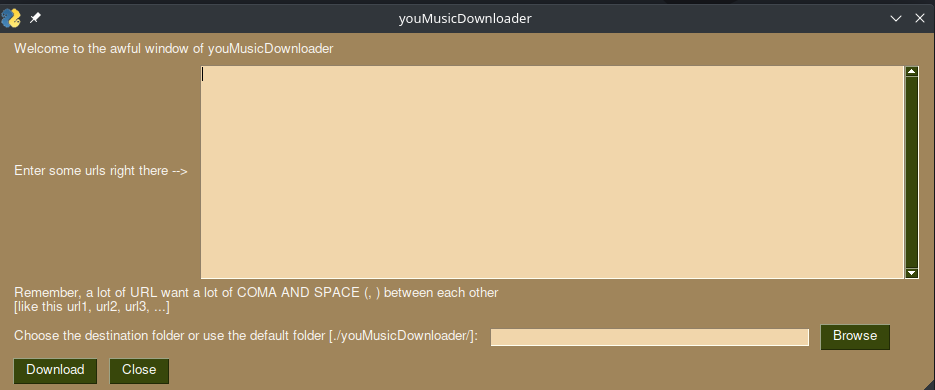 youMusicDownloader
Welcome to the awful window of youMusicDownloader
Enter some urls right there -->
Remember, a lot of URL want a lot of COMA AND SPACE (, ) between each other
[like this url1, url2, url3, ...]
Choose the destination folder or use the default folder [./youMusicDownloader/]:
Browse
Download
Close